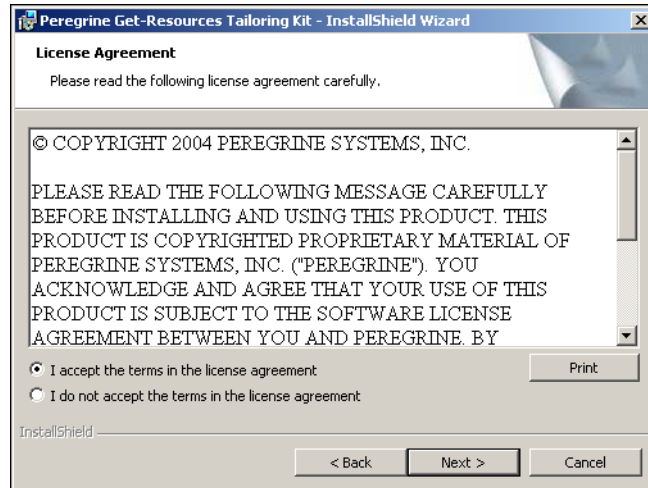 Peregrine Get-Resources Tailoring Kit - InstallShield Wizard
License Agreement
Please read the following license agreement carefully.
© COPYRIGHT 2004 PEREGRINE SYSTEMS, INC.
PLEASE READ THE FOLLOWING MESSAGE CAREFULLY
BEFORE INSTALLING AND USING THIS PRODUCT. THIS
PRODUCT IS COPYRIGHTED PROPRIETARY MATERIAL OF
PEREGRINE SYSTEMS, INC. ("PEREGRINE"). YOU
ACKNOWLEDGE AND AGREE THAT YOUR USE OF THIS
PRODUCT IS SUBJECT TO THE SOFTWARE LICENSE
AGREEMENT BETWEEN YOU AND PEREGRINE. BY
I accept the terms in the license agreement
Print
I do not accept the terms in the license agreement
InstallShield
< Back Next > Cancel